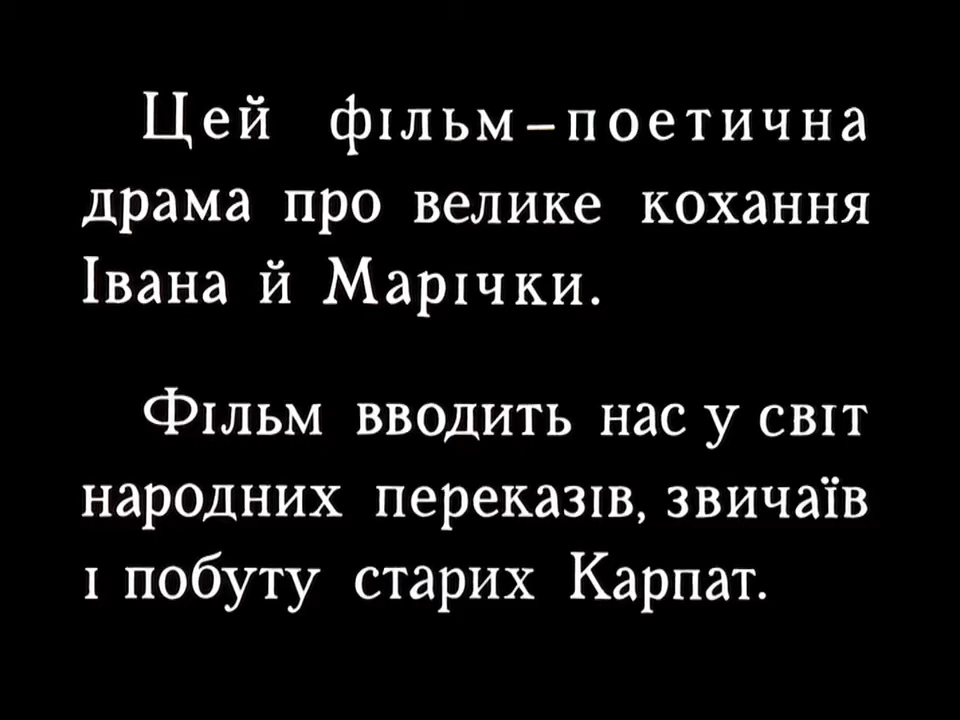 Цей фільм–поетична
драма про велике кохання
Івана й Марічки.
Фільм вводить нас у світ
народних переказів, звичаїв
і побуту старих Карпат.